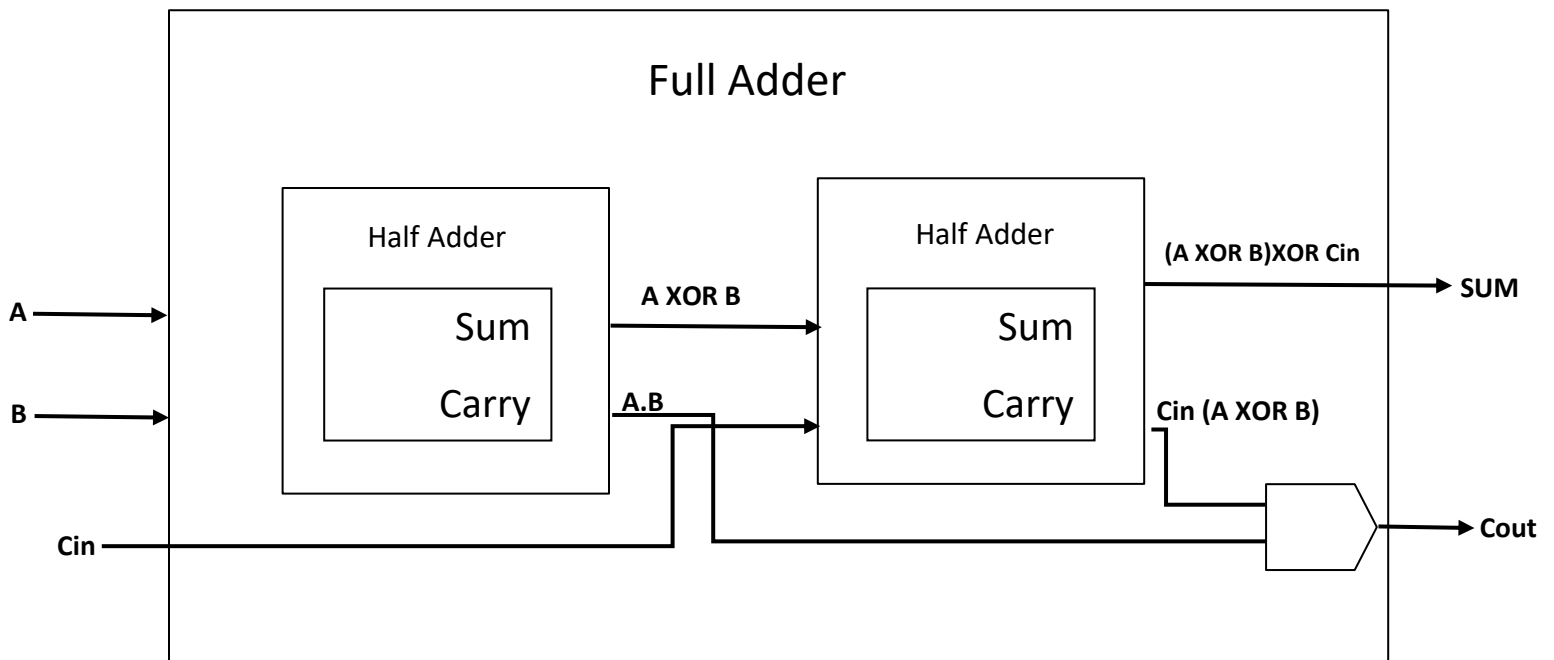 Full Adder
Half Adder
Half Adder
(A XOR B)XOR Cin
A XOR B
SUM
A
Sum
Sum
B
Carry
A.B
Carry
Cin (A XOR B)
Cin
Cout